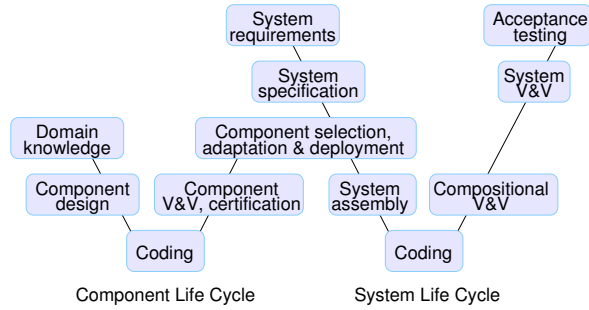 System
requirements
Acceptance
testing
System
specification
System
V&V
Domain
knowledge
Component selection,
adaptation & deployment
Component
design
Component
V&V, certification
System
assembly
Compositional
V&V
Coding
Coding
Component Life Cycle
System Life Cycle